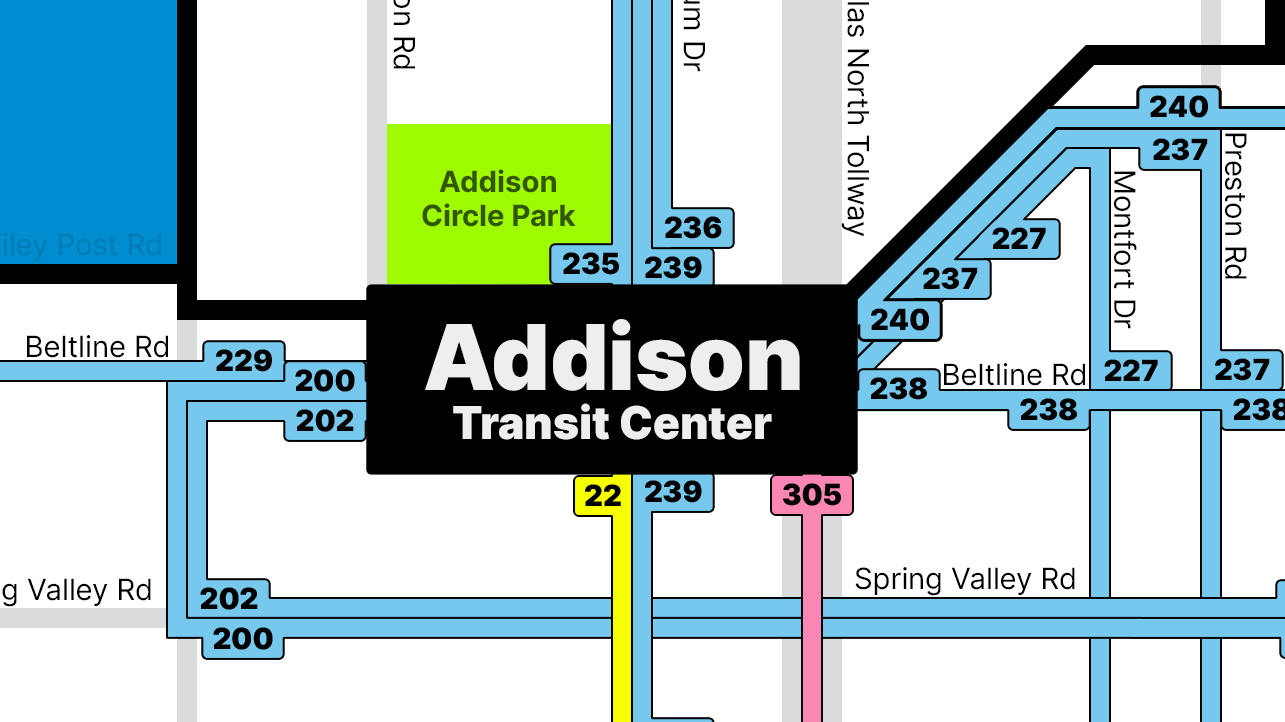 on Rd
um Dr
las North Tollway
240
237
Preston Rd
Montfort Dr
Addison
Circle Park
236
235
239
227
237
240
iley Post Rd
Beltline Rd
229
200
202
Addison
Transit Center
238
Beltline Rd
227
237
238
238
22
239
305
g Valley Rd
202
200
Spring Valley Rd